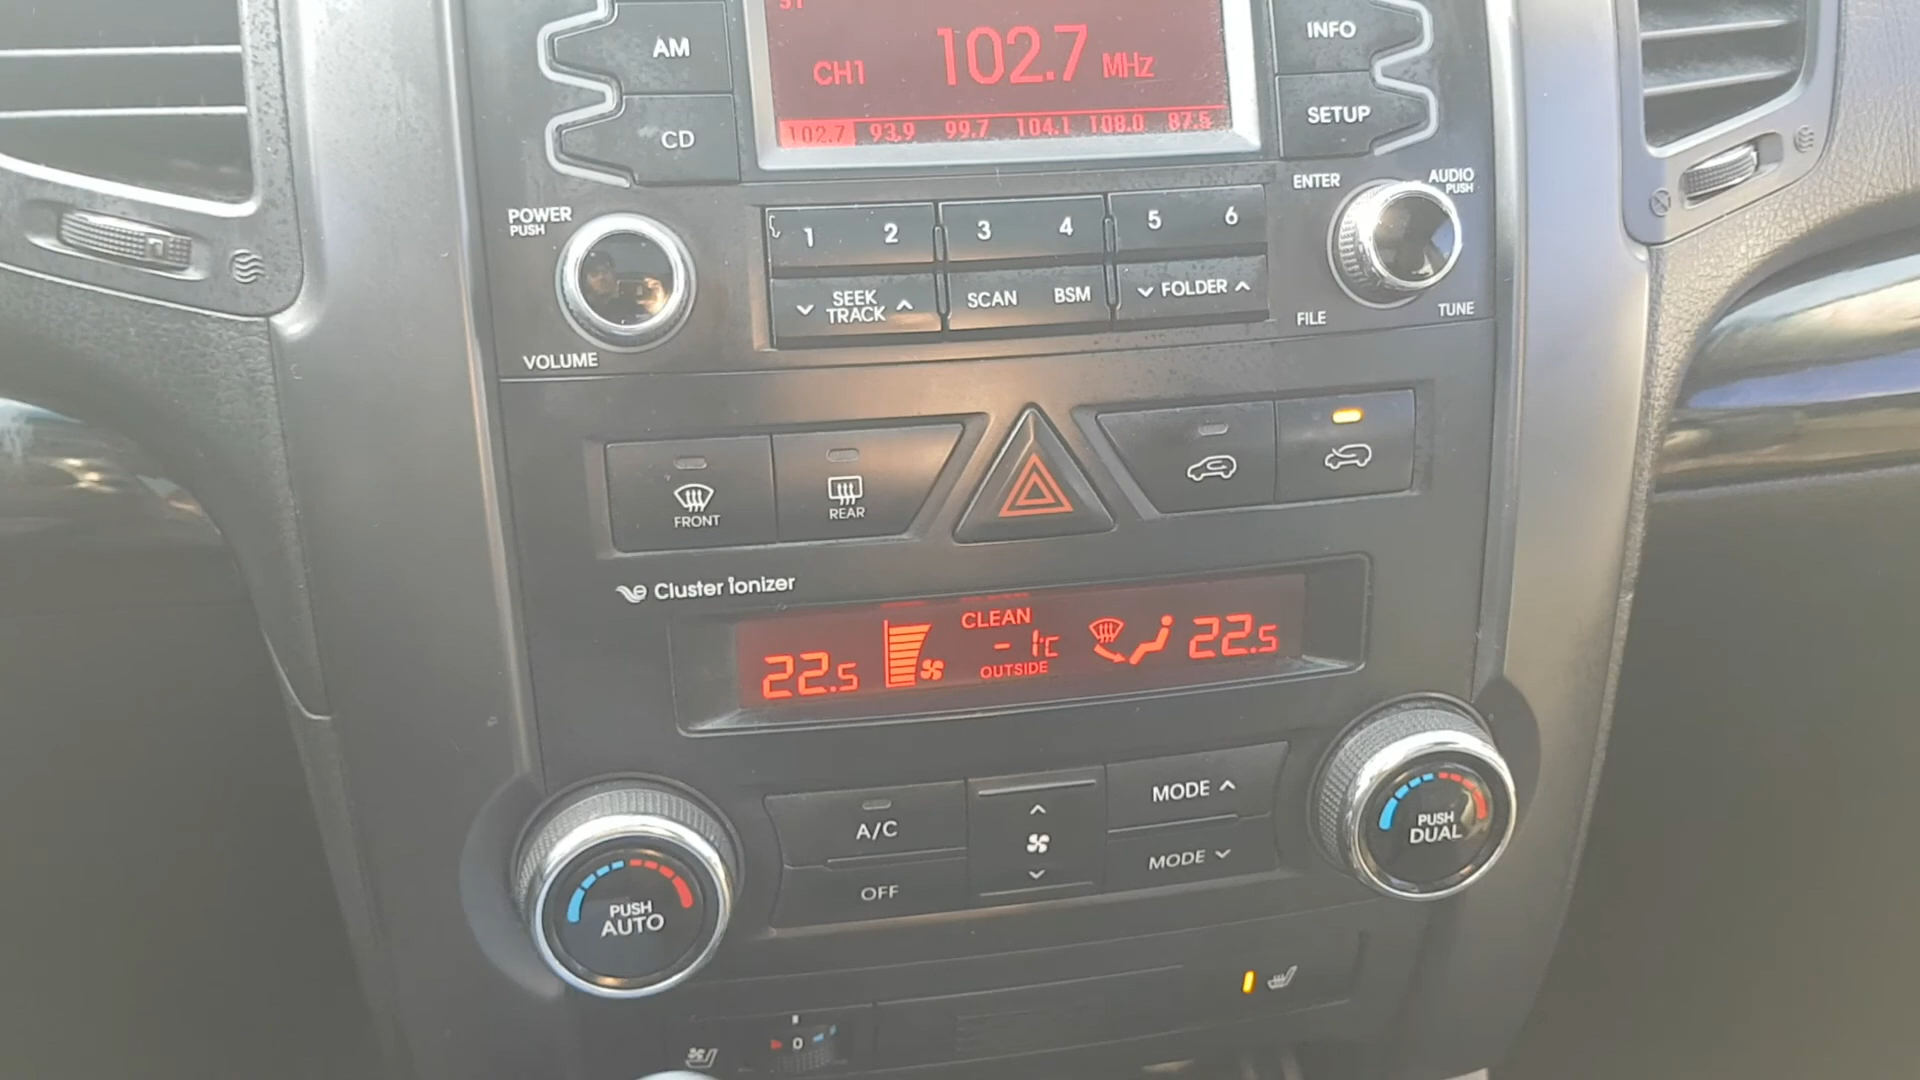 AM
CD
CH1 102.7 MHz
102.7 93.9 99.7 104.1 108.0 87.5
INFO
SETUP
POWER
PUSH
VOLUME
1 2 3 4 5 6
SEEK
TRACK
SCAN
BSM
FOLDER
ENTER
AUDIO
PUSH
FILE
TUNE
FRONT
REAR
Cluster ionizer
22.5
CLEAN
-1°C
OUTSIDE
22.5
A/C
OFF
MODE
MODE
PUSH
AUTO
PUSH
DUAL
0